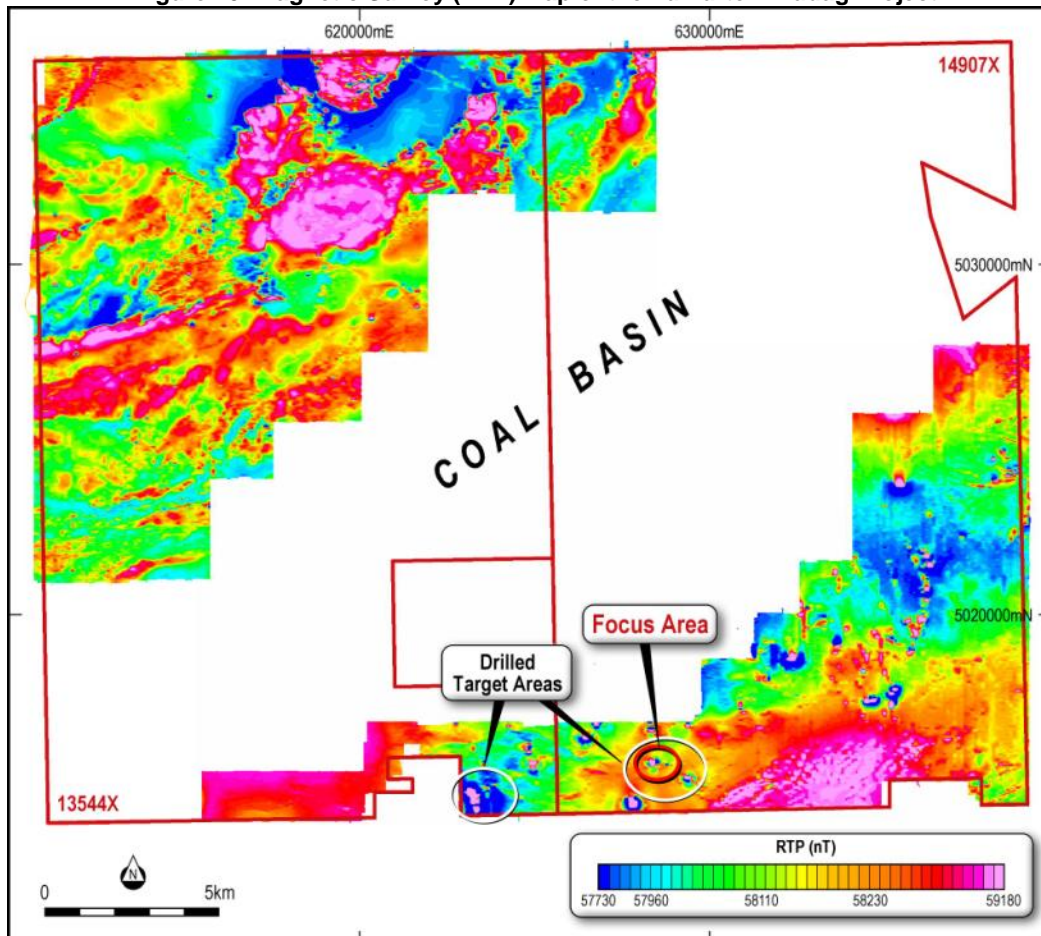 620000mE
630000mE
14907X
5030000mN
COAL BASIN
5020000mN
Focus Area
Drilled
Target Areas
13544X
RTP (nT)
57730 57960 58110 58230 59180
N
0 5km